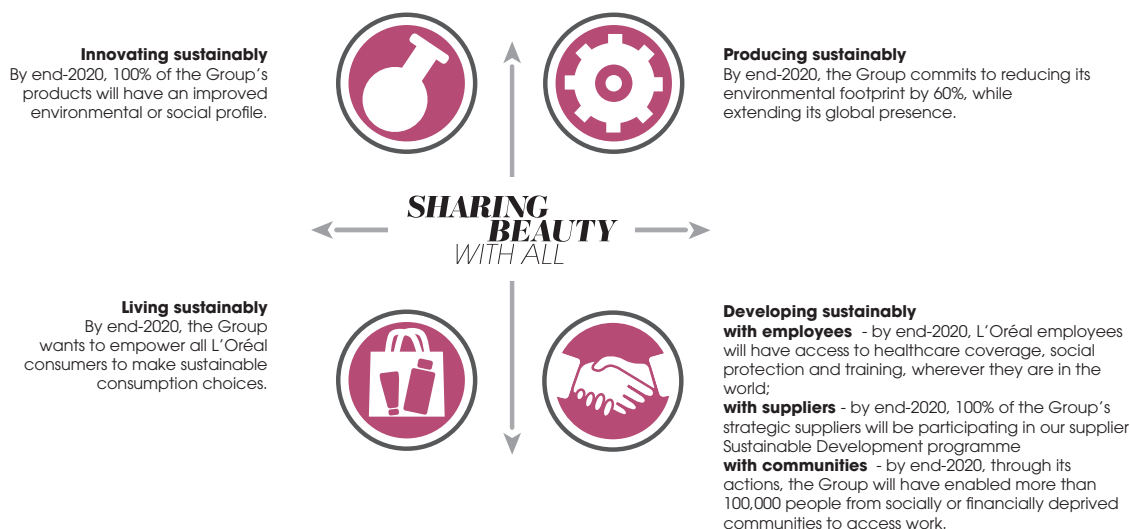 Innovating sustainably
By end-2020, 100% of the Group's
products will have an improved
environmental or social profile.
Producing sustainably
By end-2020, the Group commits to reducing its
environmental footprint by 60%, while
extending its global presence.
SHARING
BEAUTY
WITH ALL
Living sustainably
By end-2020, the Group
wants to empower all L'Oréal
consumers to make sustainable
consumption choices.
Developing sustainably
with employees - by end-2020, L'Oréal employees
will have access to healthcare coverage, social
protection and training, wherever they are in the
world;
with suppliers - by end-2020, 100% of the Group's
strategic suppliers will be participating in our supplier
Sustainable Development programme
with communities - by end-2020, through its
actions, the Group will have enabled more than
100,000 people from socially or financially deprived
communities to access work.